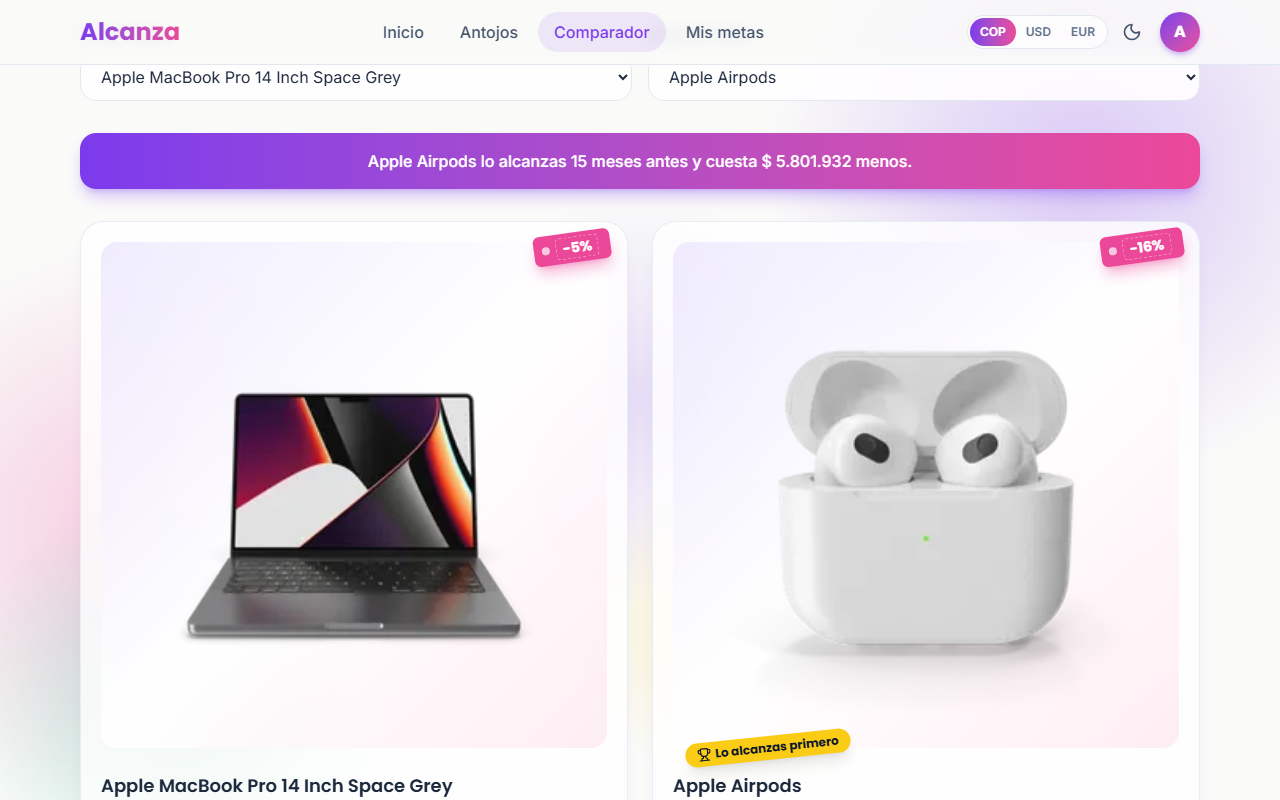 Alcanza
Inicio
Antojos
Comparador
Mis metas
COP
USD
EUR
A
Apple MacBook Pro 14 Inch Space Grey
Apple Airpods
Apple Airpods lo alcanzas 15 meses antes y cuesta $ 5.801.932 menos.
-5%
-16%
Lo alcanzas primero
Apple MacBook Pro 14 Inch Space Grey
Apple Airpods